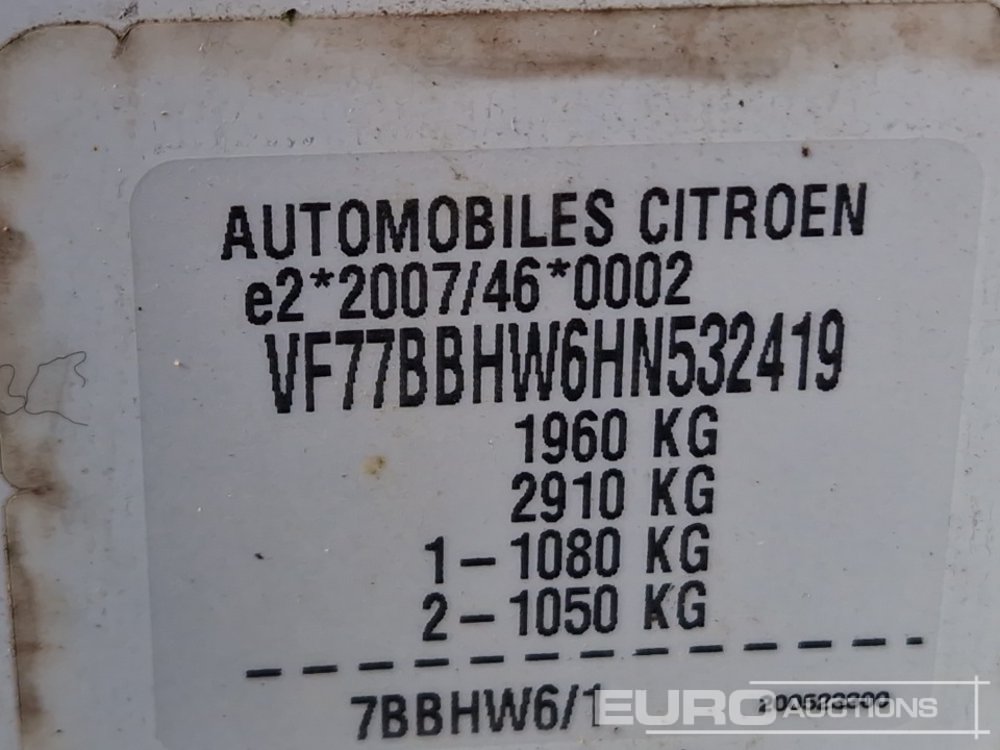 AUTOMOBILES CITROEN
e2*2007/46*0002
VF77BBHW6HN532419
1960 KG
2910 KG
1-1080 KG
2-1050 KG
7BBHW6/1
EURO AUCTIONS